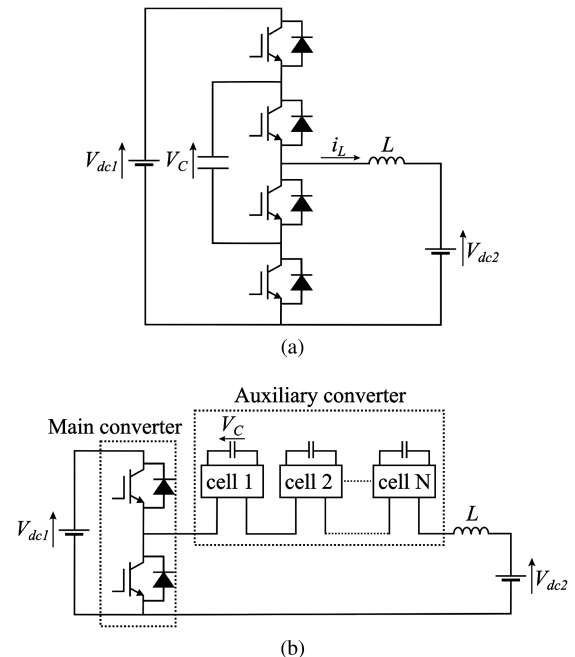 V_dc1
V_C
i_L
L
V_dc2
(a)
Auxiliary converter
Main converter
V_C
cell 1
cell 2
cell N
V_dc1
L
V_dc2
(b)